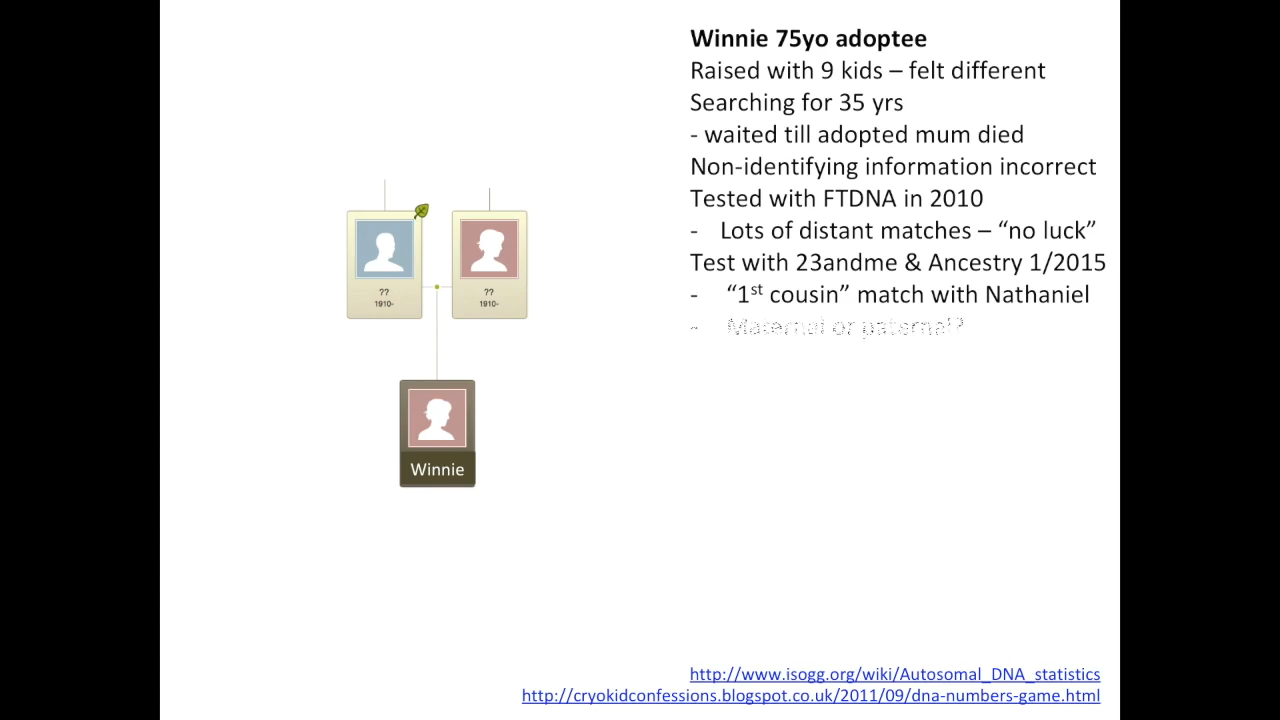 Winnie 75yo adoptee
Raised with 9 kids – felt different
Searching for 35 yrs
- waited till adopted mum died
Non-identifying information incorrect
Tested with FTDNA in 2010
- Lots of distant matches – “no luck”
Test with 23andme & Ancestry 1/2015
- “1st cousin” match with Nathaniel
- Maternal or paternal?
??
1910-
??
1910-
Winnie
http://www.isogg.org/wiki/Autosomal_DNA_statistics
http://cryokidconfessions.blogspot.co.uk/2011/09/dna-numbers-game.html